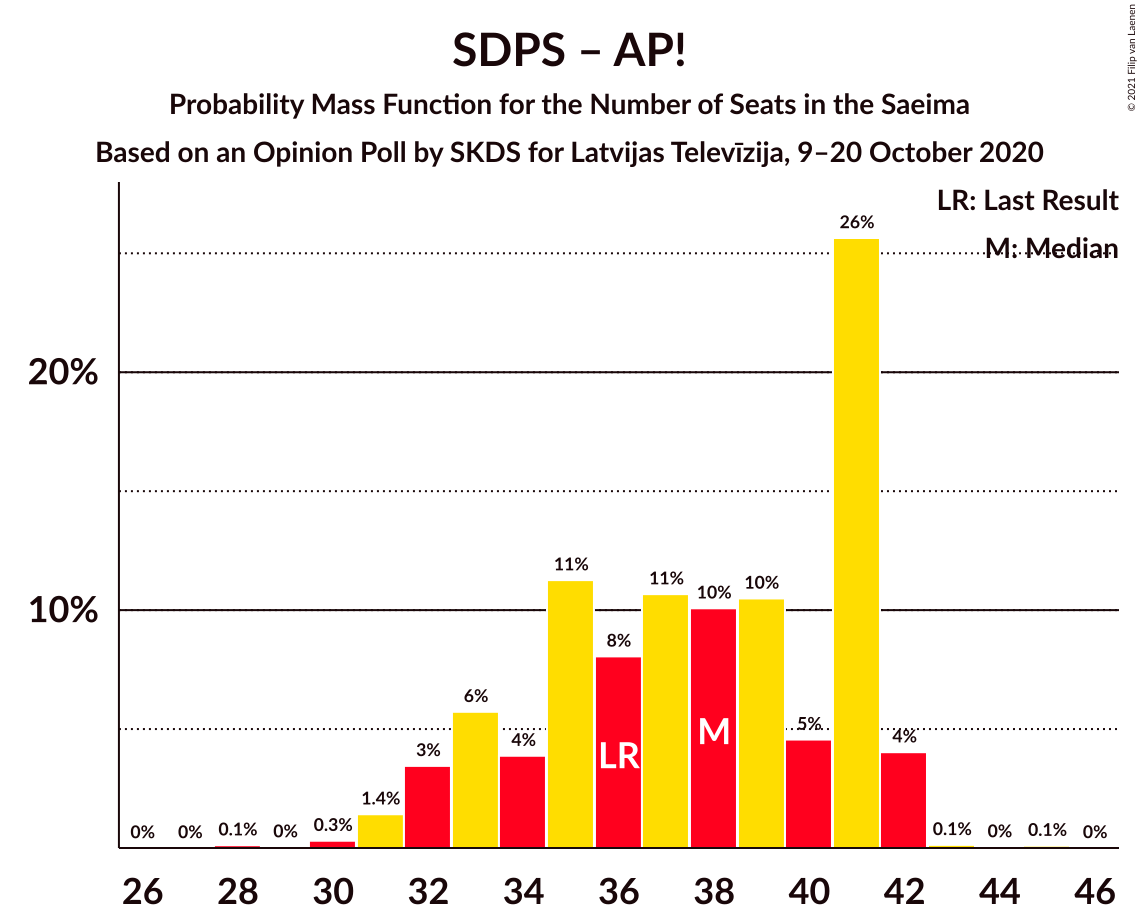 SDPS – AP!
Probability Mass Function for the Number of Seats in the Saeima
Based on an Opinion Poll by SKDS for Latvijas Televīzija, 9–20 October 2020
© 2021 Filip van Laenen
LR: Last Result
M: Median
20%
10%
0% 0% 0.1% 0% 0.3% 1.4% 3% 6% 4% 11% 8% 11% 10% 10% 5% 26% 4% 0.1% 0% 0.1% 0%
LR M
26 28 30 32 34 36 38 40 42 44 46